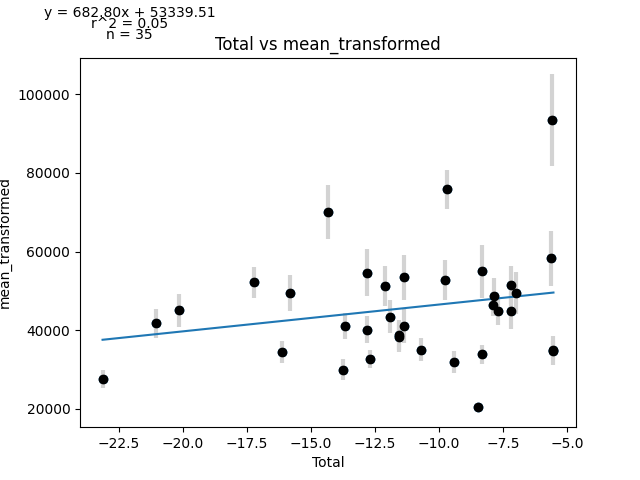 y = 682.80x + 53339.51
r^2 = 0.05
n = 35
Total vs mean_transformed
100000
80000
60000
40000
20000
mean_transformed
−22.5 −20.0 −17.5 −15.0 −12.5 −10.0 −7.5 −5.0
Total